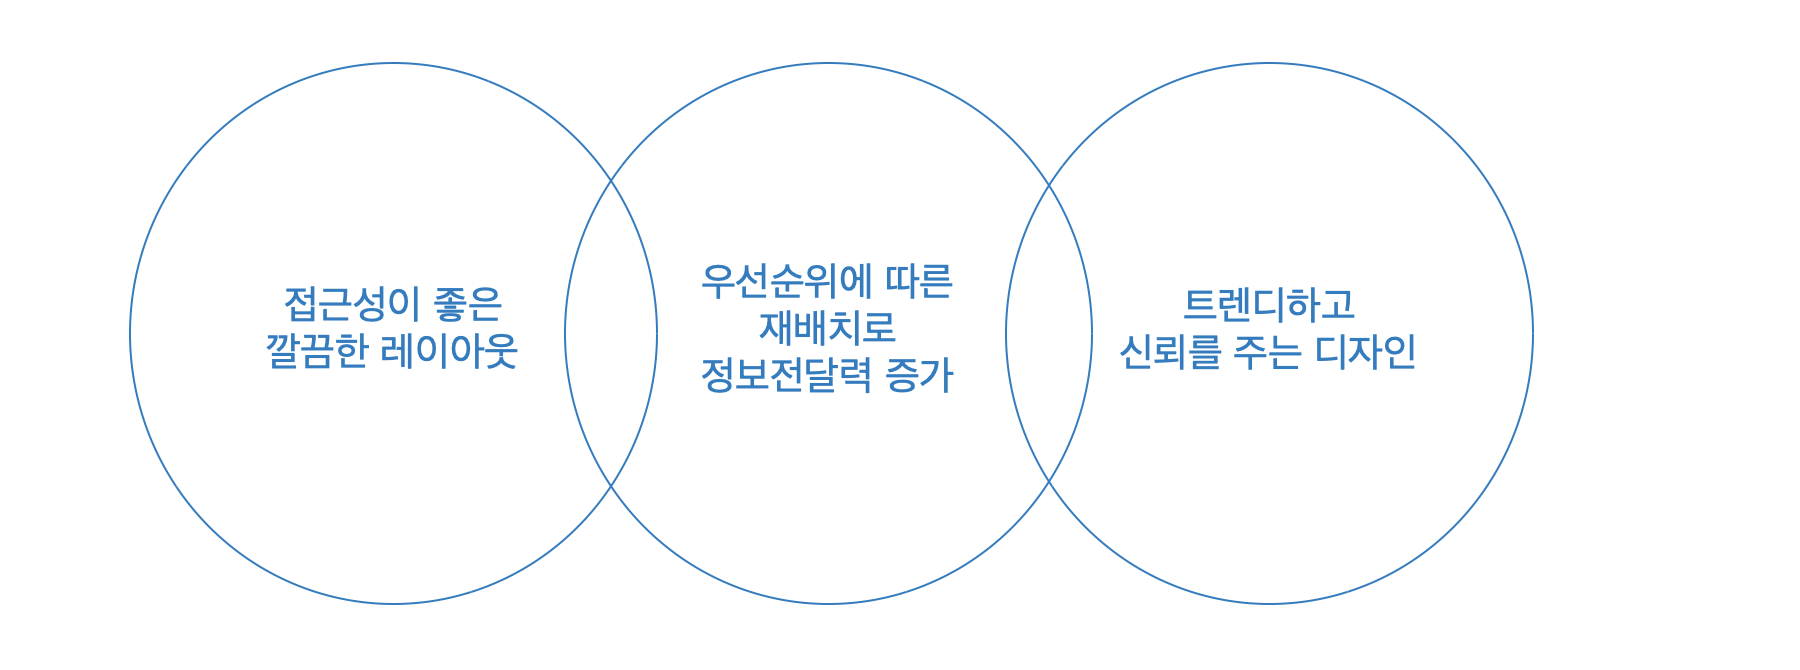 접근성이 좋은
깔끔한 레이아웃
우선순위에 따른
재배치로
정보전달력 증가
트렌디하고
신뢰를 주는 디자인